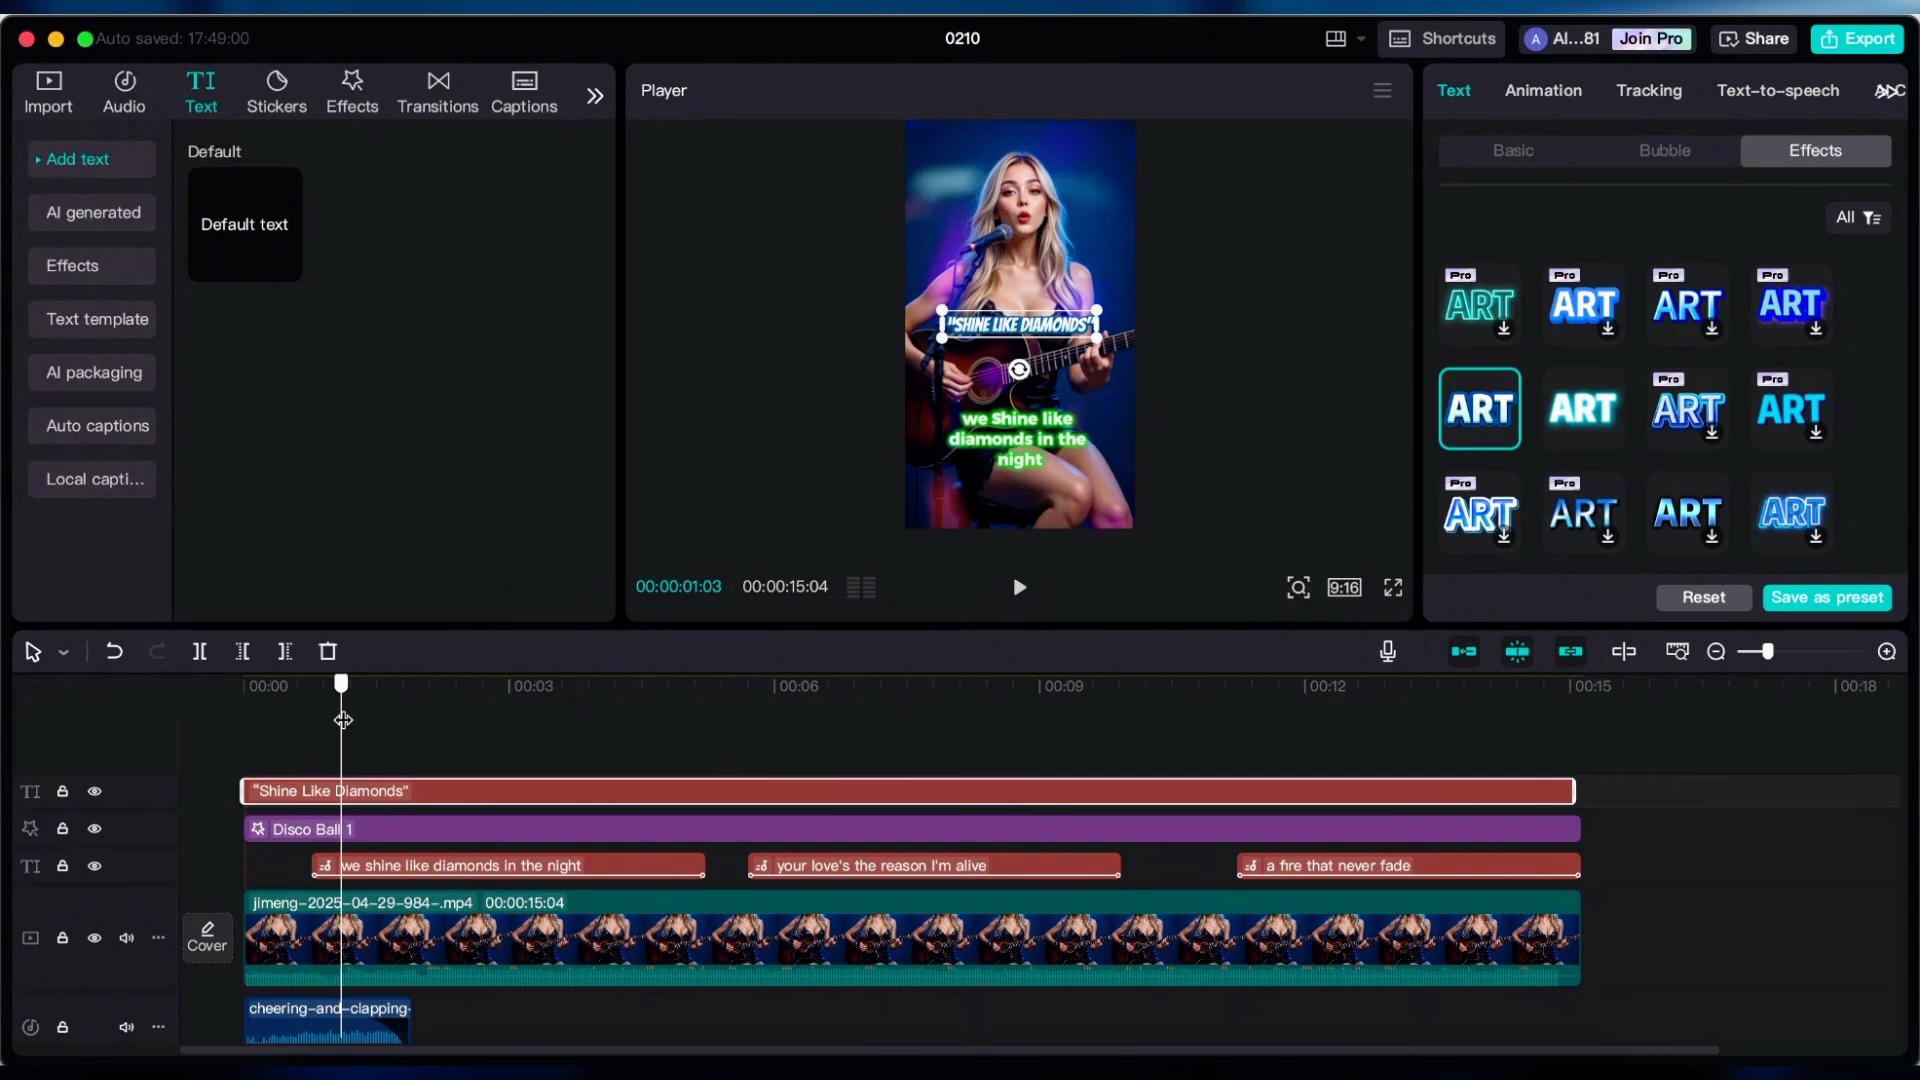 Auto saved: 17:49:00
0210
Shortcuts
A
Al...81
Join Pro
Share
Export
Import
Audio
TI
Text
Stickers
Effects
Transitions
Captions
Add text
AI generated
Effects
Text template
AI packaging
Auto captions
Local capti...
Default
Default text
Player
"SHINE LIKE DIAMONDS"
we Shine like
diamonds in the
night
00:00:01:03
00:00:15:04
9:16
Text
Animation
Tracking
Text-to-speech
Basic
Bubble
Effects
All
Pro
ART
Pro
ART
Pro
ART
Pro
ART
ART
ART
Pro
ART
Pro
ART
Pro
ART
Pro
ART
ART
ART
Reset
Save as preset
00:00
00:03
00:06
00:09
00:12
00:15
00:18
TI
"Shine Like Diamonds"
Disco Ball 1
TI
we shine like diamonds in the night
your love's the reason I'm alive
a fire that never fade
jimeng-2025-04-29-984-.mp4
00:00:15:04
Cover
cheering-and-clapping-